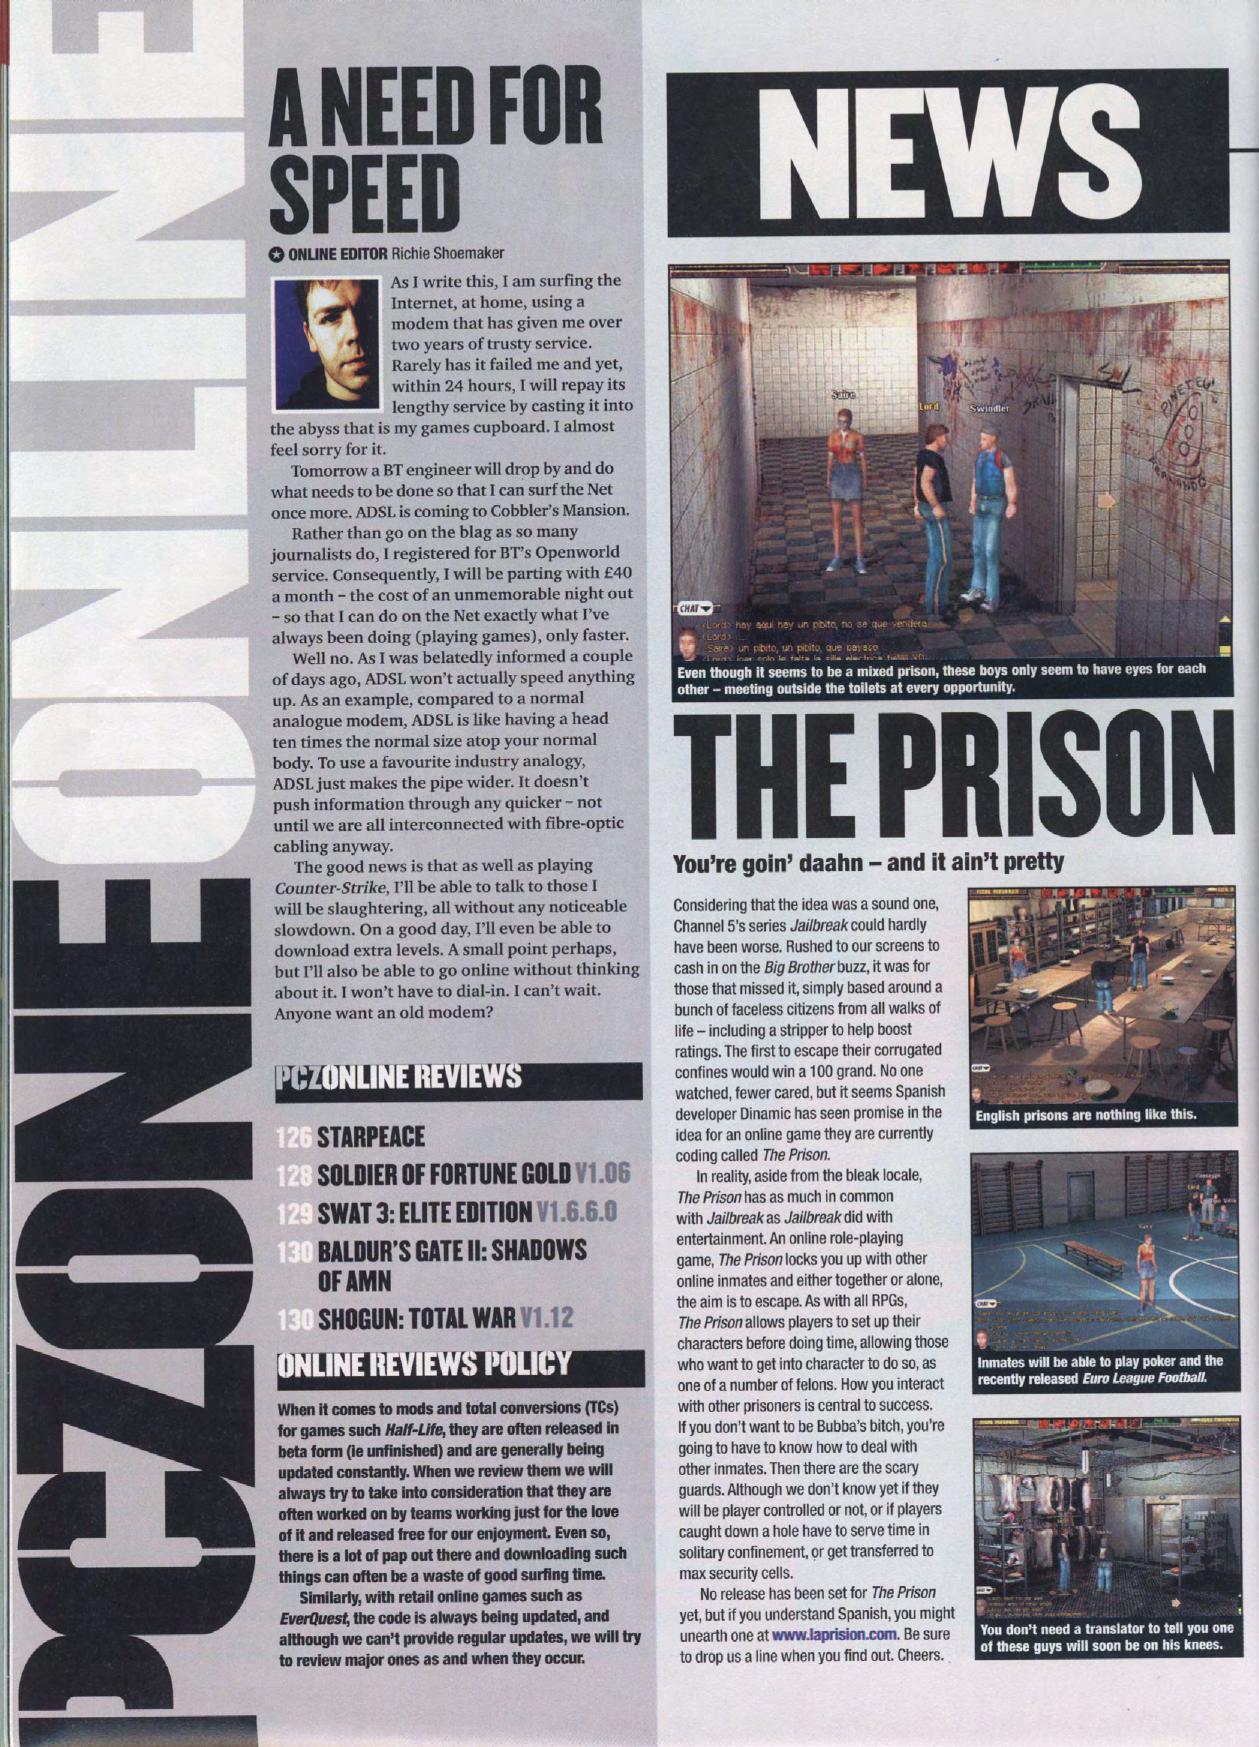 PCZONEONLINE
A NEED FOR
SPEED
ONLINE EDITOR Richie Shoemaker
As I write this, I am surfing the
Internet, at home, using a
modem that has given me over
two years of trusty service.
Rarely has it failed me and yet,
within 24 hours, I will repay its
lengthy service by casting it into
the abyss that is my games cupboard. I almost
feel sorry for it.
Tomorrow a BT engineer will drop by and do
what needs to be done so that I can surf the Net
once more. ADSL is coming to Cobbler's Mansion.
Rather than go on the blag as so many
journalists do, I registered for BT's Openworld
service. Consequently, I will be parting with £40
a month – the cost of an unmemorable night out
– so that I can do on the Net exactly what I've
always been doing (playing games), only faster.
Well no. As I was belatedly informed a couple
of days ago, ADSL won't actually speed anything
up. As an example, compared to a normal
analogue modem, ADSL is like having a head
ten times the normal size atop your normal
body. To use a favourite industry analogy,
ADSL just makes the pipe wider. It doesn't
push information through any quicker – not
until we are all interconnected with fibre-optic
cabling anyway.
The good news is that as well as playing
Counter-Strike, I'll be able to talk to those I
will be slaughtering, all without any noticeable
slowdown. On a good day, I'll even be able to
download extra levels. A small point perhaps,
but I'll also be able to go online without thinking
about it. I won't have to dial-in. I can't wait.
Anyone want an old modem?
PCZONLINE REVIEWS
126 STARPEACE
128 SOLDIER OF FORTUNE GOLD V1.06
129 SWAT 3: ELITE EDITION V1.6.6.0
130 BALDUR'S GATE II: SHADOWS
OF AMN
130 SHOGUN: TOTAL WAR V1.12
ONLINE REVIEWS POLICY
When it comes to mods and total conversions (TCs)
for games such Half-Life, they are often released in
beta form (ie unfinished) and are generally being
updated constantly. When we review them we will
always try to take into consideration that they are
often worked on by teams working just for the love
of it and released free for our enjoyment. Even so,
there is a lot of pap out there and downloading such
things can often be a waste of good surfing time.
Similarly, with retail online games such as
EverQuest, the code is always being updated, and
although we can't provide regular updates, we will try
to review major ones as and when they occur.
NEWS
Saire
Lord
Swindler
PINETEGI
FERNANDO
CHAT
<Lord> hay aqui hay un pibito, no se que vendera
<Lord> ...
Saire> un pibito, un pibito, que payaso
Even though it seems to be a mixed prison, these boys only seem to have eyes for each
other – meeting outside the toilets at every opportunity.
THE PRISON
You're goin' daahn – and it ain't pretty
Considering that the idea was a sound one,
Channel 5's series Jailbreak could hardly
have been worse. Rushed to our screens to
cash in on the Big Brother buzz, it was for
those that missed it, simply based around a
bunch of faceless citizens from all walks of
life – including a stripper to help boost
ratings. The first to escape their corrugated
confines would win a 100 grand. No one
watched, fewer cared, but it seems Spanish
developer Dinamic has seen promise in the
idea for an online game they are currently
coding called The Prison.
In reality, aside from the bleak locale,
The Prison has as much in common
with Jailbreak as Jailbreak did with
entertainment. An online role-playing
game, The Prison locks you up with other
online inmates and either together or alone,
the aim is to escape. As with all RPGs,
The Prison allows players to set up their
characters before doing time, allowing those
who want to get into character to do so, as
one of a number of felons. How you interact
with other prisoners is central to success.
If you don't want to be Bubba's bitch, you're
going to have to know how to deal with
other inmates. Then there are the scary
guards. Although we don't know yet if they
will be player controlled or not, or if players
caught down a hole have to serve time in
solitary confinement, or get transferred to
max security cells.
No release has been set for The Prison
yet, but if you understand Spanish, you might
unearth one at www.laprision.com. Be sure
to drop us a line when you find out. Cheers.
English prisons are nothing like this.
Inmates will be able to play poker and the
recently released Euro League Football.
You don't need a translator to tell you one
of these guys will soon be on his knees.